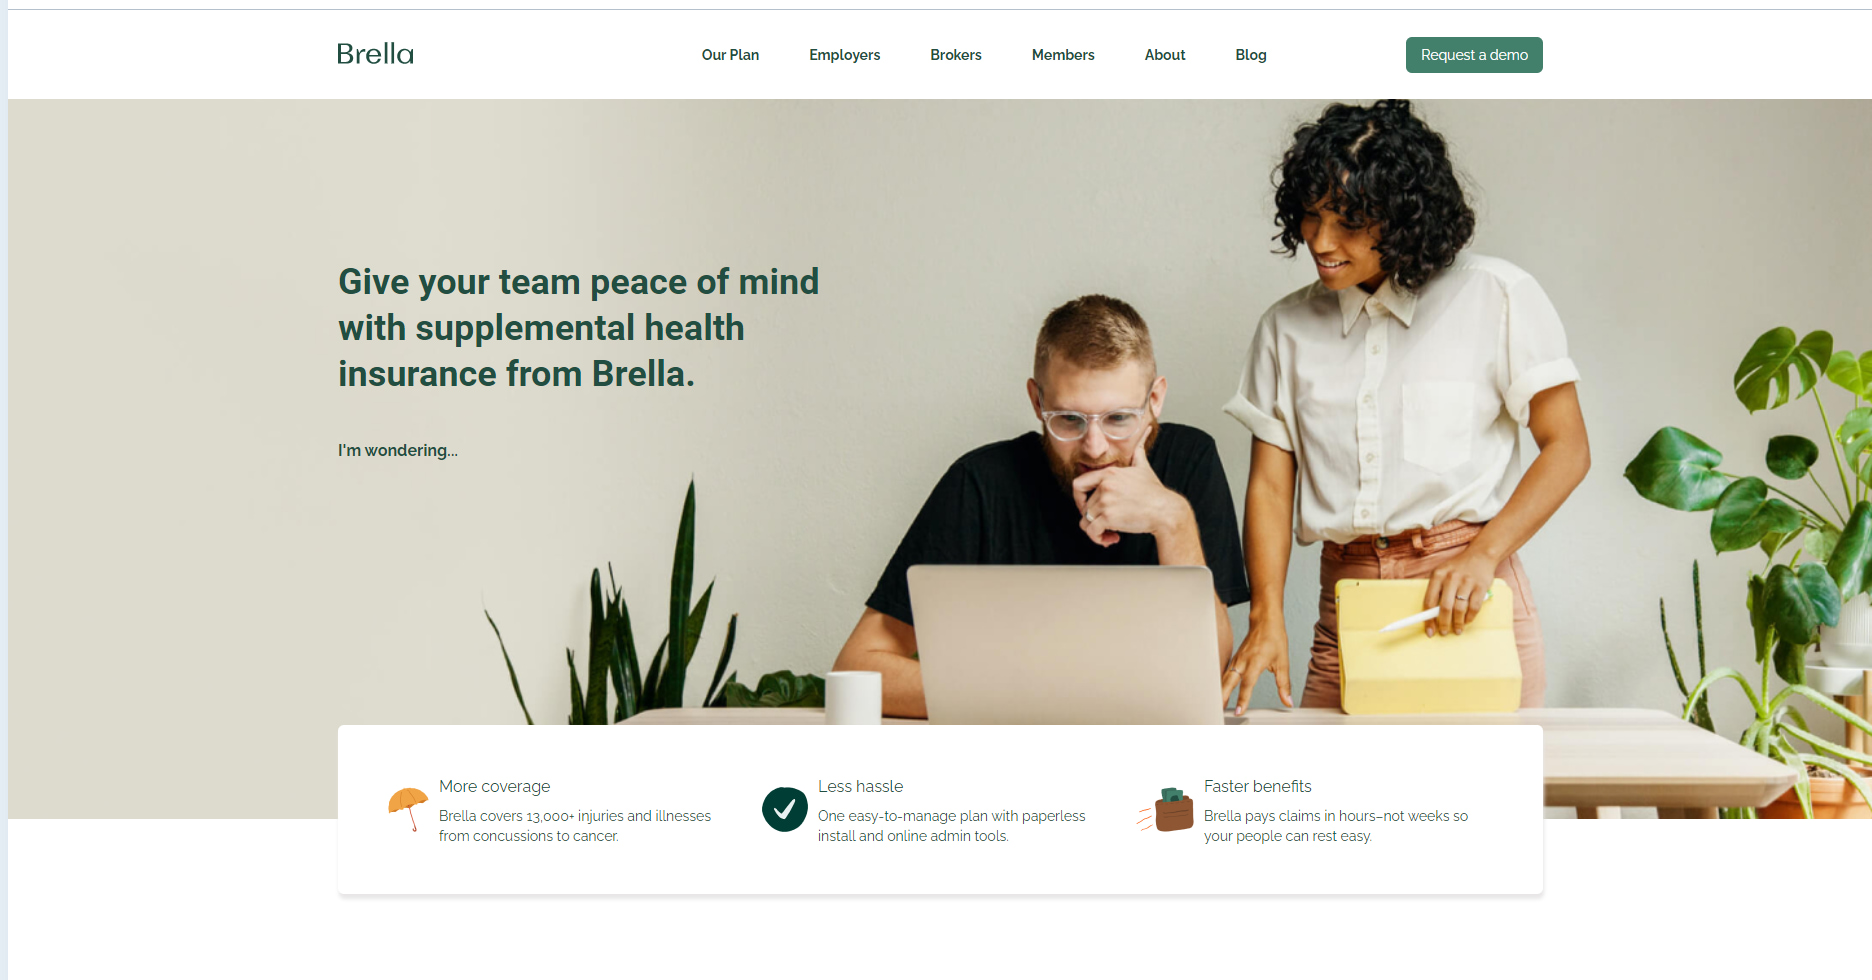 Brella
Our Plan
Employers
Brokers
Members
About
Blog
Request a demo
Give your team peace of mind
with supplemental health
insurance from Brella.
I'm wondering...
More coverage
Brella covers 13,000+ injuries and illnesses
from concussions to cancer.
Less hassle
One easy-to-manage plan with paperless
install and online admin tools.
Faster benefits
Brella pays claims in hours–not weeks so
your people can rest easy.